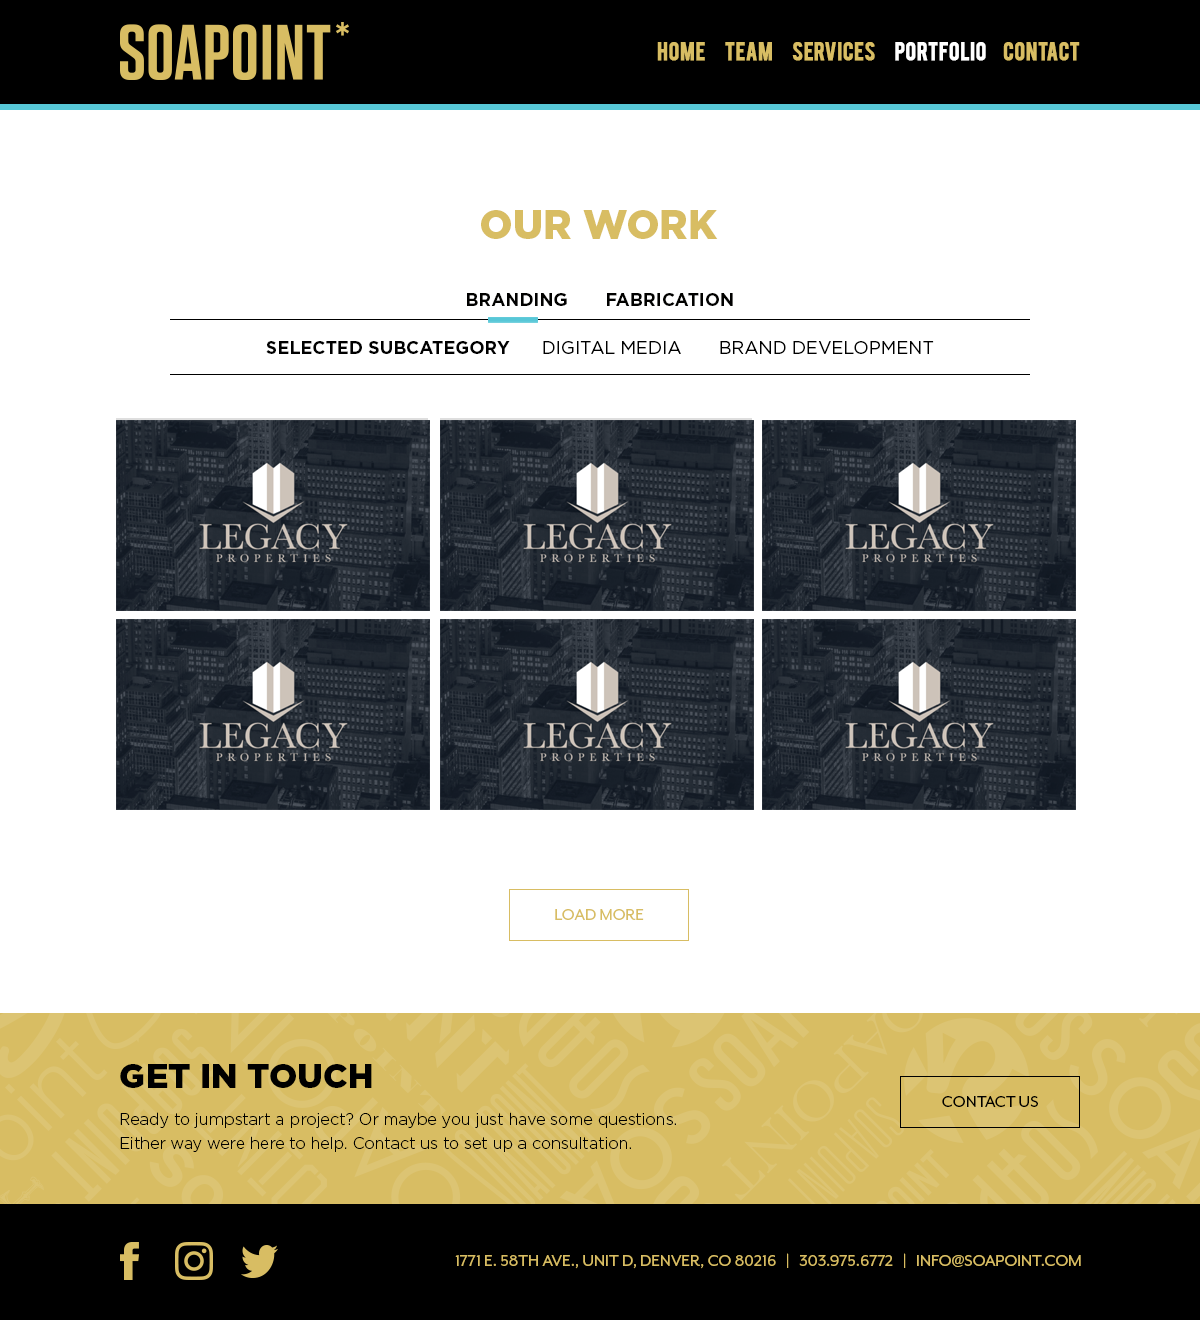 SOAPOINT*
HOME TEAM SERVICES PORTFOLIO CONTACT
OUR WORK
BRANDING FABRICATION
SELECTED SUBCATEGORY DIGITAL MEDIA BRAND DEVELOPMENT
LEGACY
PROPERTIES
LEGACY
PROPERTIES
LEGACY
PROPERTIES
LEGACY
PROPERTIES
LEGACY
PROPERTIES
LEGACY
PROPERTIES
LOAD MORE
GET IN TOUCH
Ready to jumpstart a project? Or maybe you just have some questions.
Either way were here to help. Contact us to set up a consultation.
CONTACT US
1771 E. 58TH AVE., UNIT D, DENVER, CO 80216 | 303.975.6772 | INFO@SOAPOINT.COM